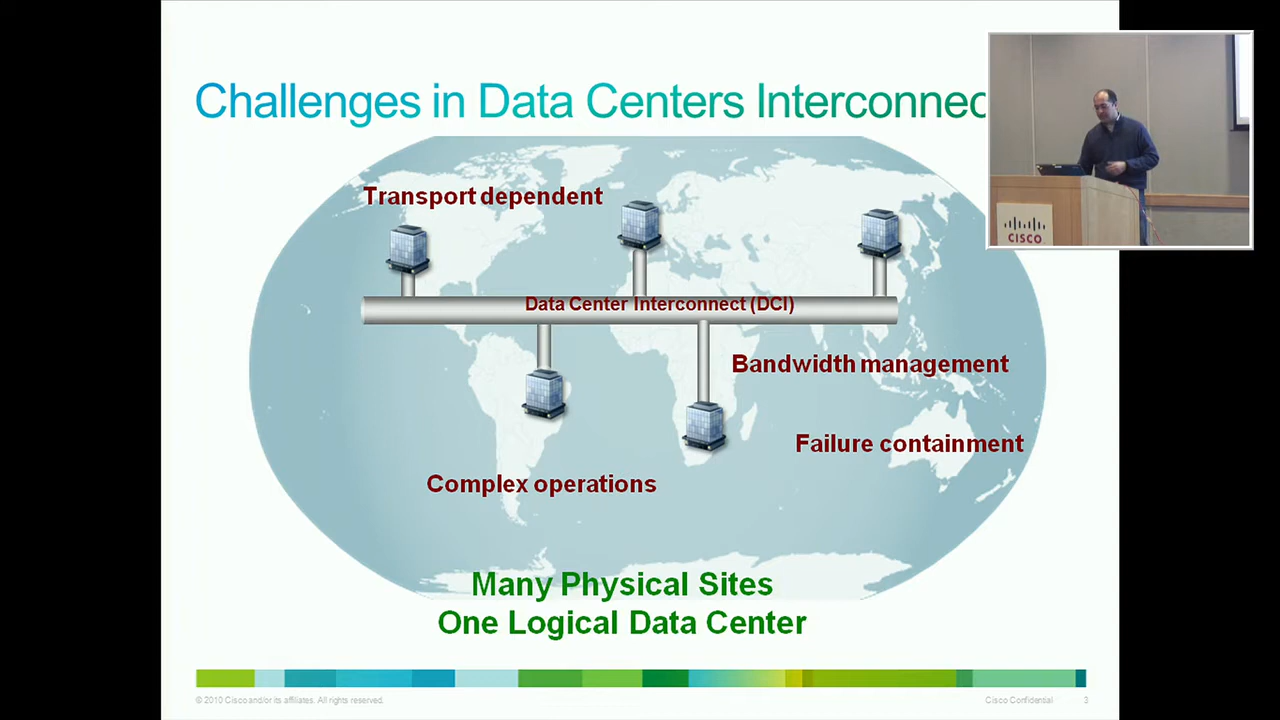 Challenges in Data Centers Interconnec
CISCO
Transport dependent
Data Center Interconnect (DCI)
Bandwidth management
Failure containment
Complex operations
Many Physical Sites
One Logical Data Center
© 2010 Cisco and/or its affiliates. All rights reserved.
Cisco Confidential
3